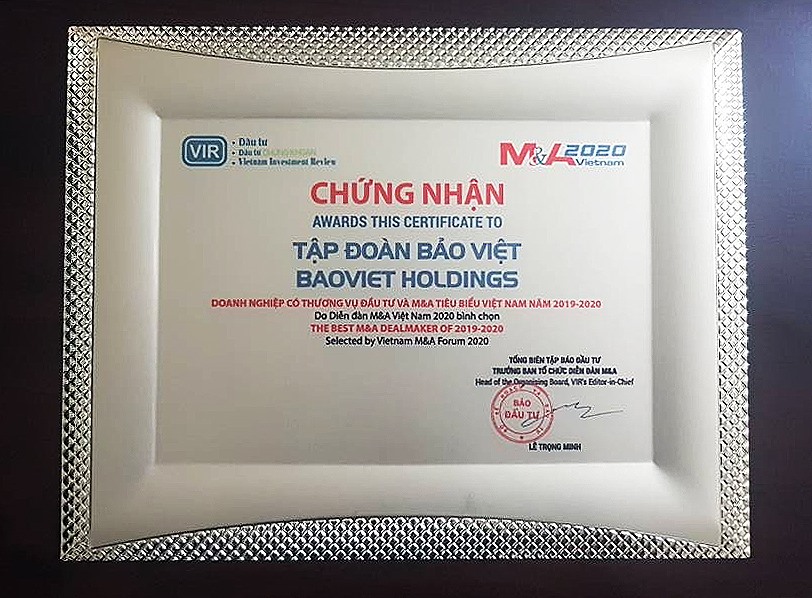 VIR
• Đầu tư
• Đầu tư CHỨNG KHOÁN
• Vietnam Investment Review
M&A 2020
Vietnam
CHỨNG NHẬN
AWARDS THIS CERTIFICATE TO
TẬP ĐOÀN BẢO VIỆT
BAOVIET HOLDINGS
DOANH NGHIỆP CÓ THƯƠNG VỤ ĐẦU TƯ VÀ M&A TIÊU BIỂU VIỆT NAM NĂM 2019-2020
Do Diễn đàn M&A Việt Nam 2020 bình chọn
THE BEST M&A DEALMAKER OF 2019-2020
Selected by Vietnam M&A Forum 2020
TỔNG BIÊN TẬP BÁO ĐẦU TƯ
TRƯỞNG BAN TỔ CHỨC DIỄN ĐÀN M&A
Head of the Organising Board, VIR's Editor-in-Chief
BÁO
ĐẦU TƯ
LÊ TRỌNG MINH